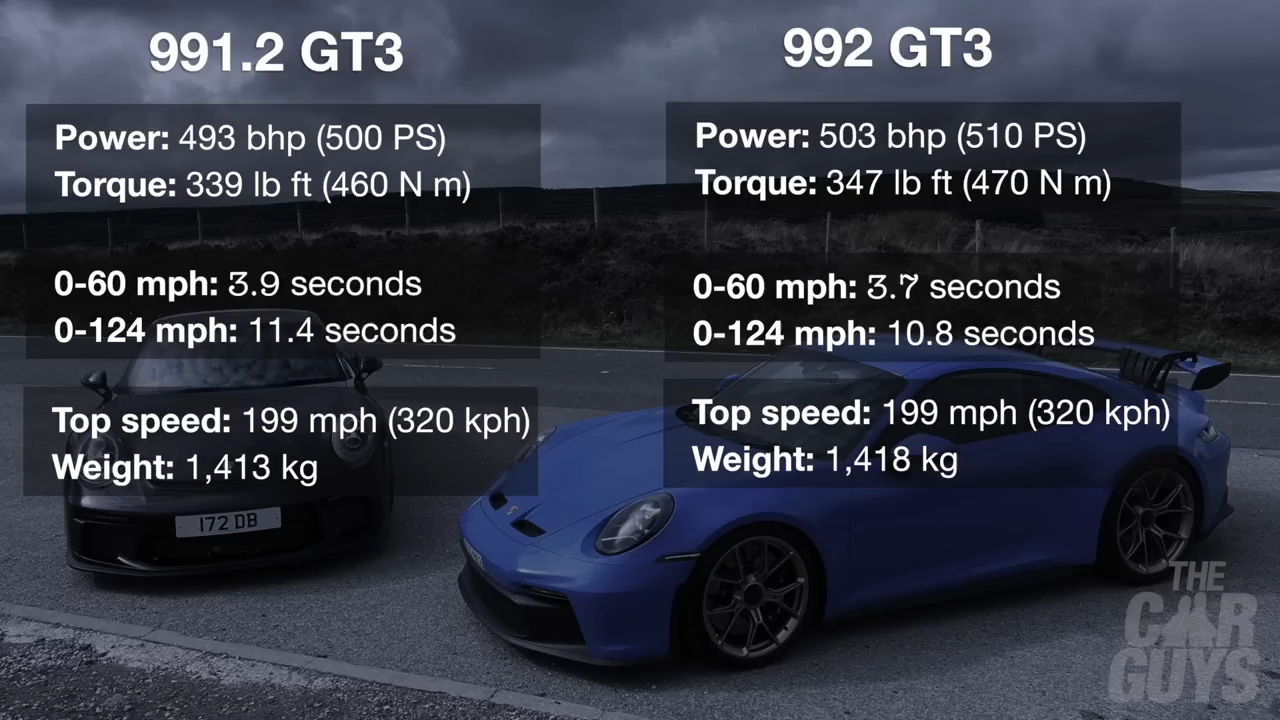 991.2 GT3
Power: 493 bhp (500 PS)
Torque: 339 lb ft (460 N m)
0-60 mph: 3.9 seconds
0-124 mph: 11.4 seconds
Top speed: 199 mph (320 kph)
Weight: 1,413 kg
992 GT3
Power: 503 bhp (510 PS)
Torque: 347 lb ft (470 N m)
0-60 mph: 3.7 seconds
0-124 mph: 10.8 seconds
Top speed: 199 mph (320 kph)
Weight: 1,418 kg
172 DB
THE
CAR
GUYS